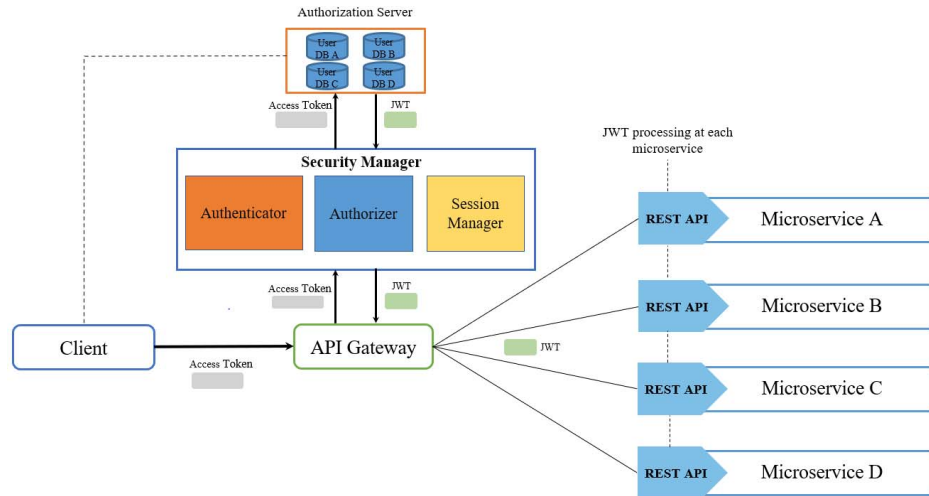 Authorization Server
User
DB A
User
DB B
User
DB C
User
DB D
Access Token
JWT
JWT processing at each
microservice
Security Manager
Authenticator
Authorizer
Session
Manager
REST API
Microservice A
Access Token
JWT
REST API
Microservice B
Client
API Gateway
JWT
Access Token
REST API
Microservice C
REST API
Microservice D